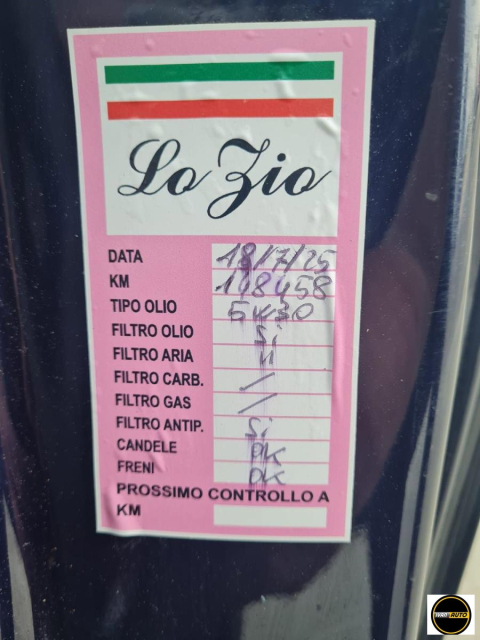 Lo Zio
DATA 18/7/25
KM 108458
TIPO OLIO 5W30
FILTRO OLIO Si
FILTRO ARIA "
FILTRO CARB. /
FILTRO GAS /
FILTRO ANTIP. Si
CANDELE OK
FRENI OK
PROSSIMO CONTROLLO A
KM